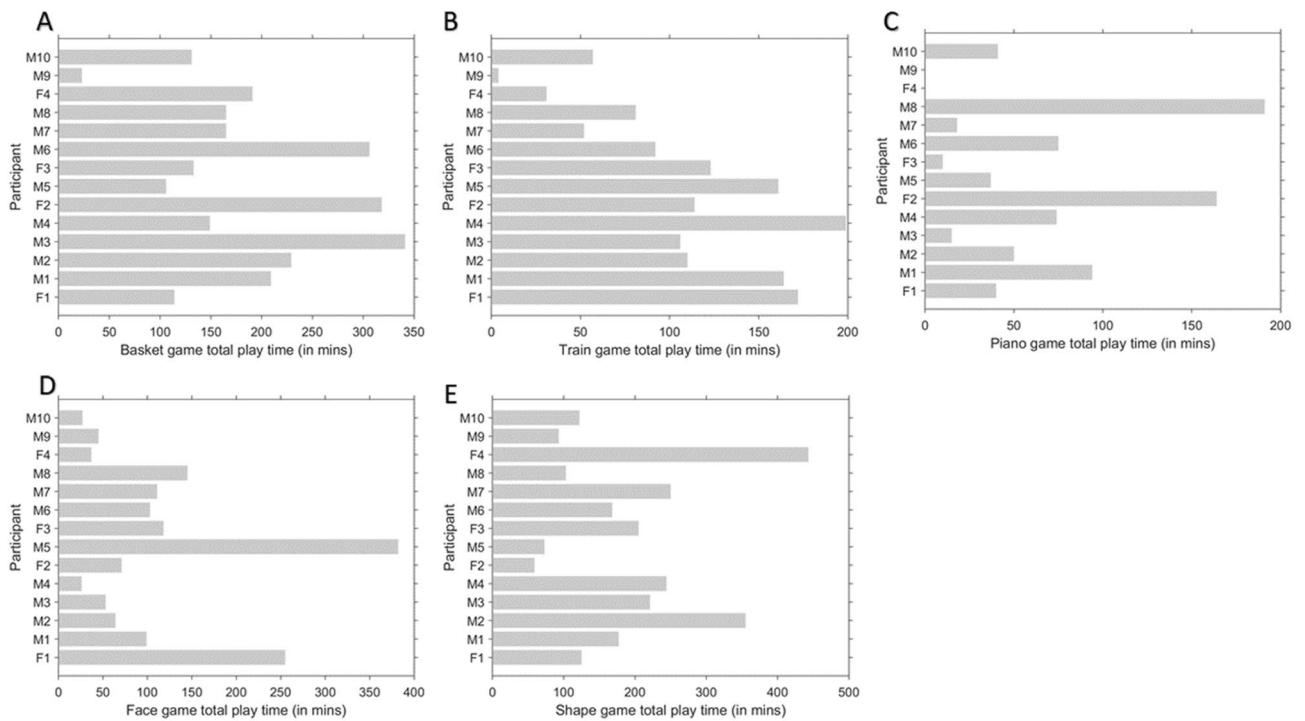 A
Participant
M10
M9
F4
M8
M7
M6
F3
M5
F2
M4
M3
M2
M1
F1
0 50 100 150 200 250 300 350
Basket game total play time (in mins)
B
Participant
M10
M9
F4
M8
M7
M6
F3
M5
F2
M4
M3
M2
M1
F1
0 50 100 150 200
Train game total play time (in mins)
C
Participant
M10
M9
F4
M8
M7
M6
F3
M5
F2
M4
M3
M2
M1
F1
0 50 100 150 200
Piano game total play time (in mins)
D
Participant
M10
M9
F4
M8
M7
M6
F3
M5
F2
M4
M3
M2
M1
F1
0 50 100 150 200 250 300 350 400
Face game total play time (in mins)
E
Participant
M10
M9
F4
M8
M7
M6
F3
M5
F2
M4
M3
M2
M1
F1
0 100 200 300 400 500
Shape game total play time (in mins)